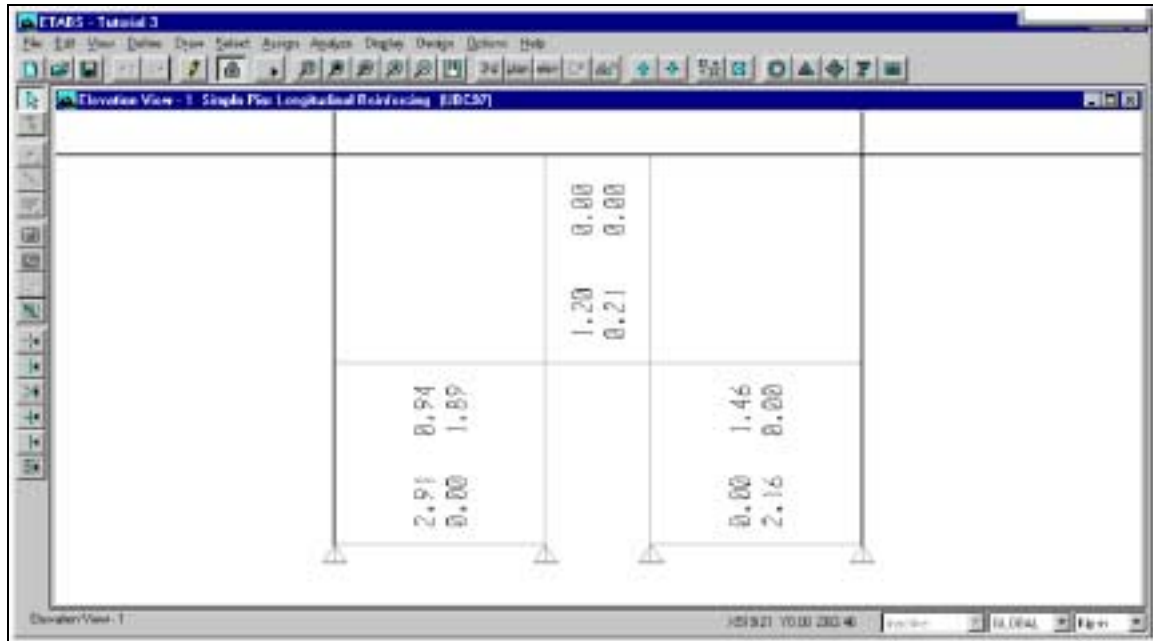 ETABS - Tutorial 3
File Edit View Define Draw Select Assign Analyze Display Design Options Help
Elevation View - 1 Simple Pier Longitudinal Reinforcing (UBC97)
0.00
0.00
1.20
0.21
0.94
1.89
1.46
0.00
2.91
0.00
0.00
2.16
Elevation View - 1
GLOBAL